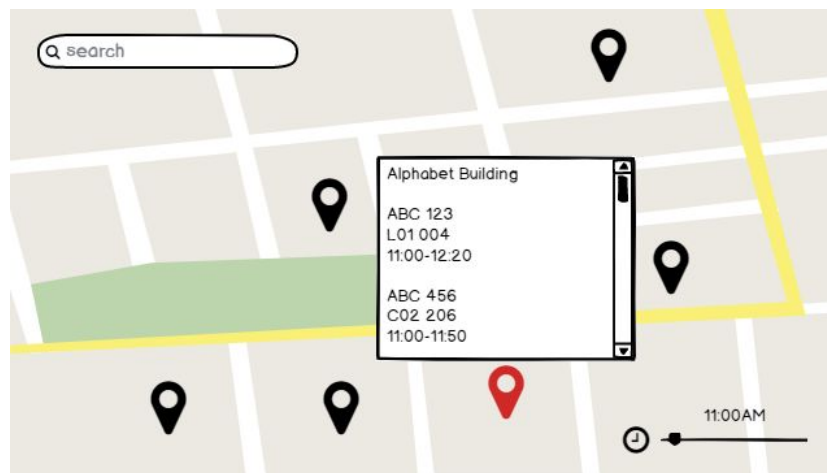 search
Alphabet Building
ABC 123
L01 004
11:00-12:20
ABC 456
C02 206
11:00-11:50
11:00AM